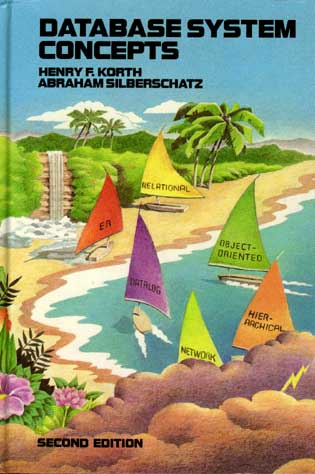 DATABASE SYSTEM
CONCEPTS
HENRY F. KORTH
ABRAHAM SILBERSCHATZ
RELATIONAL
ER
OBJECT-
ORIENTED
DATALOG
HIER-
ARCHICAL
NETWORK
SECOND EDITION